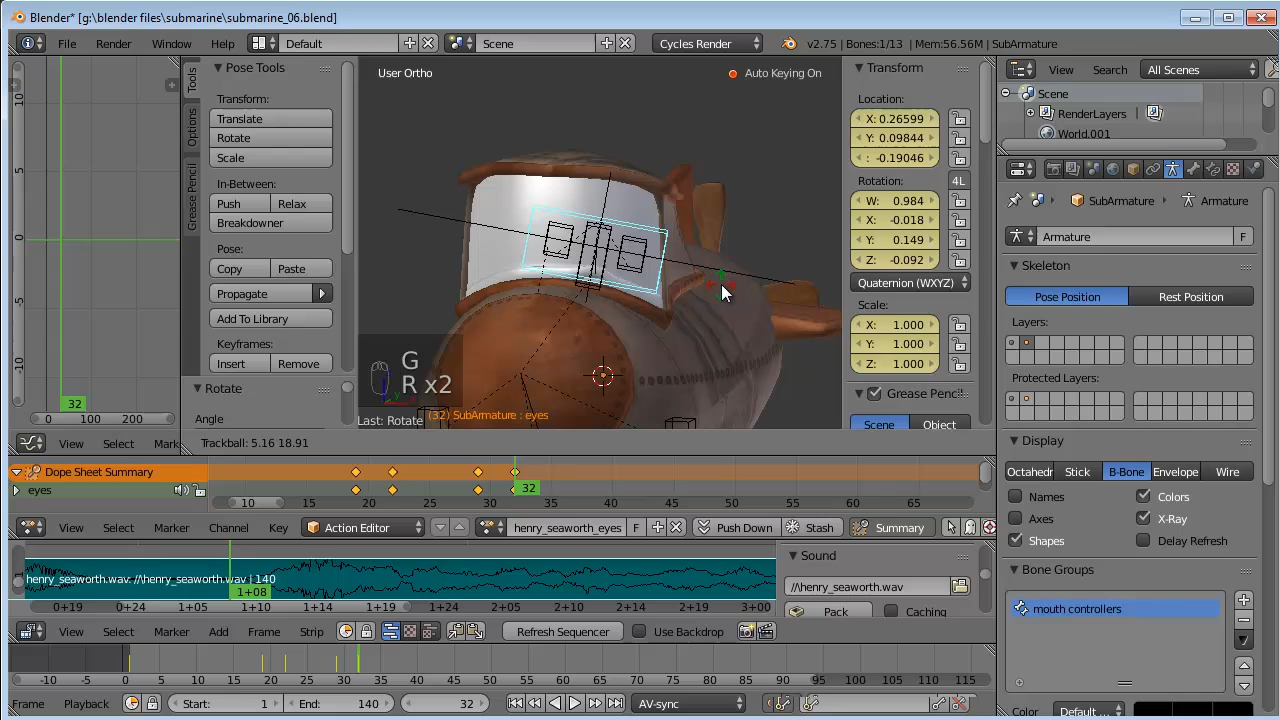 Blender* [g:\blender files\submarine\submarine_06.blend]
File Render Window Help Default Scene Cycles Render v2.75 | Bones:1/13 | Mem:56.56M | SubArmature
10
5
0
-5
-10
32
0 100 200
View Select Mark
Tools
Options
Grease Pencil
Pose Tools
Transform:
Translate
Rotate
Scale
In-Between:
Push Relax
Breakdowner
Pose:
Copy Paste
Propagate
Add To Library
Keyframes:
Insert Remove
Rotate
Angle
User Ortho
Auto Keying On
G
R x2
Last: Rotate
(32) SubArmature : eyes
Trackball: 5.16 18.91
Transform
Location:
X: 0.26599
Y: 0.09844
: -0.19046
Rotation:
4L
W: 0.984
X: -0.018
Y: 0.149
Z: -0.092
Quaternion (WXYZ)
Scale:
X: 1.000
Y: 1.000
Z: 1.000
Grease Pencil
Scene Object
View Search All Scenes
Scene
RenderLayers
World.001
SubArmature Armature
Armature F
Skeleton
Pose Position Rest Position
Layers:
Protected Layers:
Display
Octahedr Stick B-Bone Envelope Wire
Names Colors
Axes X-Ray
Shapes Delay Refresh
Bone Groups
mouth controllers
Color: Default ...
Dope Sheet Summary
eyes
32
10 15 20 25 30 35 40 45 50 55 60 65
View Select Marker Channel Key Action Editor henry_seaworth_eyes F Push Down Stash Summary
henry_seaworth.wav: //henry_seaworth.wav | 140
1+08
0+19 0+24 1+05 1+14 1+19 2+04 2+09 2+14 2+19 3+00
Sound
//henry_seaworth.wav
Pack Caching
View Select Marker Add Frame Strip Refresh Sequencer Use Backdrop
-10 -5 0 5 10 15 20 25 30 35 40 45 50 55 60 65 70 75 80 85 90 95 100 105 110 115
Frame Playback Start: 1 End: 140 32 AV-sync